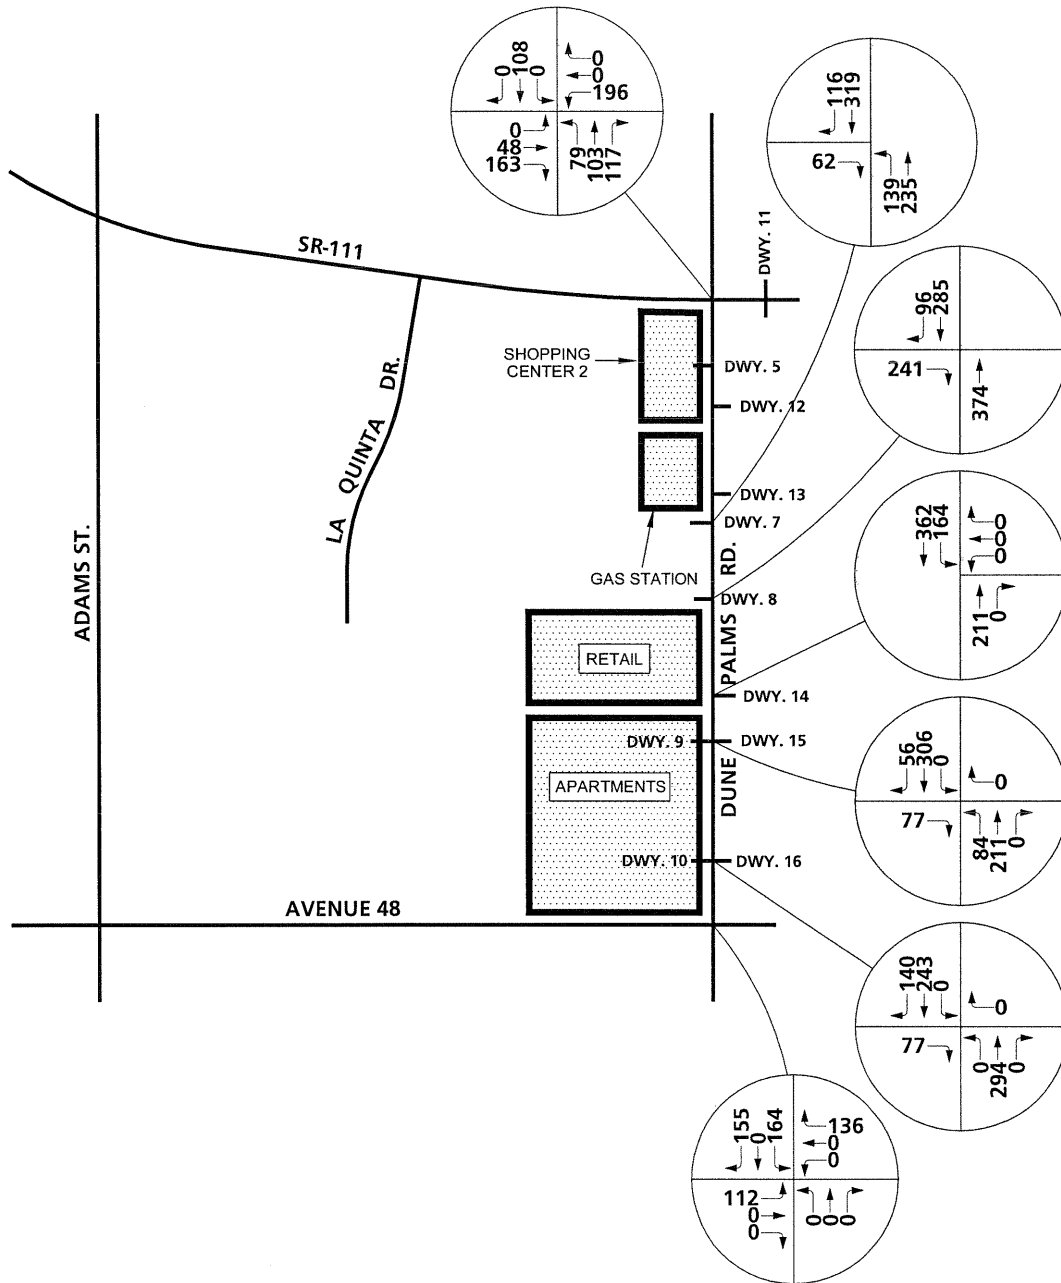 0
108
0
0
0
196
0
48
163
79
103
117
116
319
62
139
235
DWY. 11
SR-111
96
285
241
374
SHOPPING
CENTER 2
DWY. 5
DWY. 12
LA QUINTA DR.
DWY. 13
DWY. 7
GAS STATION
DWY. 8
ADAMS ST.
362
164
0
0
0
211
0
RETAIL
DUNE PALMS RD.
DWY. 14
DWY. 9
DWY. 15
APARTMENTS
56
306
0
0
77
84
211
0
DWY. 10
DWY. 16
AVENUE 48
140
243
0
0
77
0
294
0
155
0
164
136
0
0
112
0
0
0
0
0